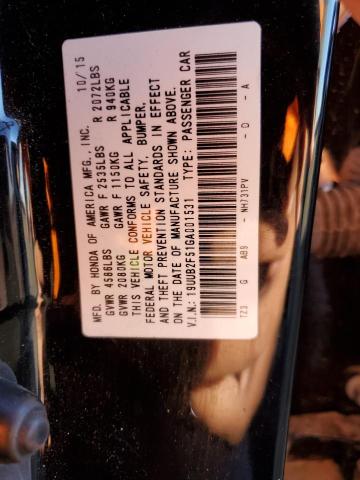 MFD. BY HONDA OF AMERICA MFG., INC. 10/15
GVWR 4586LBS GAWR F 2535LBS R 2072LBS
GVWR 2080KG GAWR F 1150KG R 940KG
THIS VEHICLE CONFORMS TO ALL APPLICABLE
FEDERAL MOTOR VEHICLE SAFETY, BUMPER,
AND THEFT PREVENTION STANDARDS IN EFFECT
ON THE DATE OF MANUFACTURE SHOWN ABOVE.
V.I.N.: 19UUB2F51GA001531 TYPE: PASSENGER CAR
TZ3 G AB9 - NH731PV - D - A